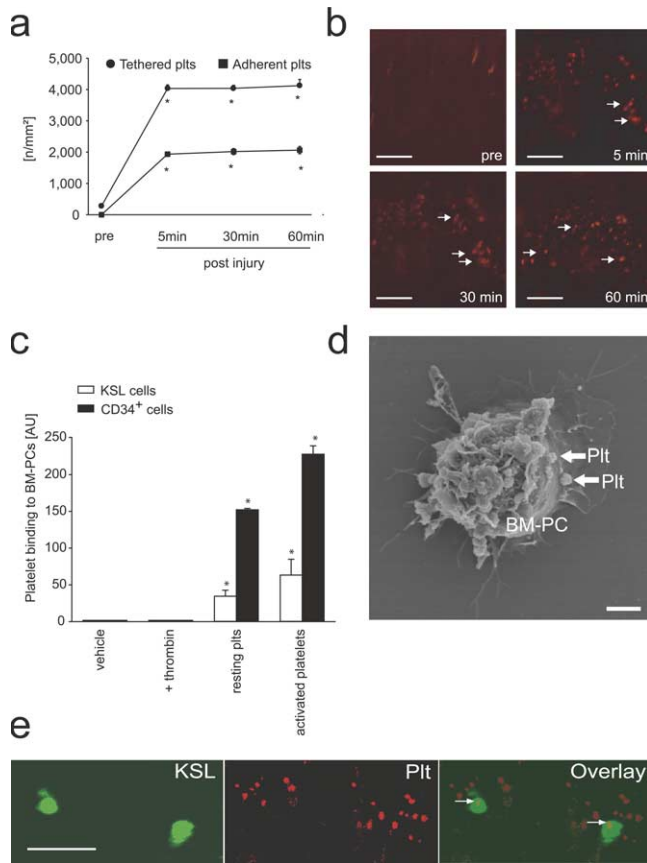 a
Tethered plts Adherent plts
[n/mm²]
5,000
4,000
3,000
2,000
1,000
0
* * *
* * *
pre 5min 30min 60min
post injury
b
pre
5 min
30 min
60 min
c
KSL cells
CD34⁺ cells
Platelet binding to BM-PCs [AU]
250
200
150
100
50
0
* * * *
vehicle
+ thrombin
resting plts
activated platelets
d
Plt
Plt
BM-PC
e
KSL
Plt
Overlay